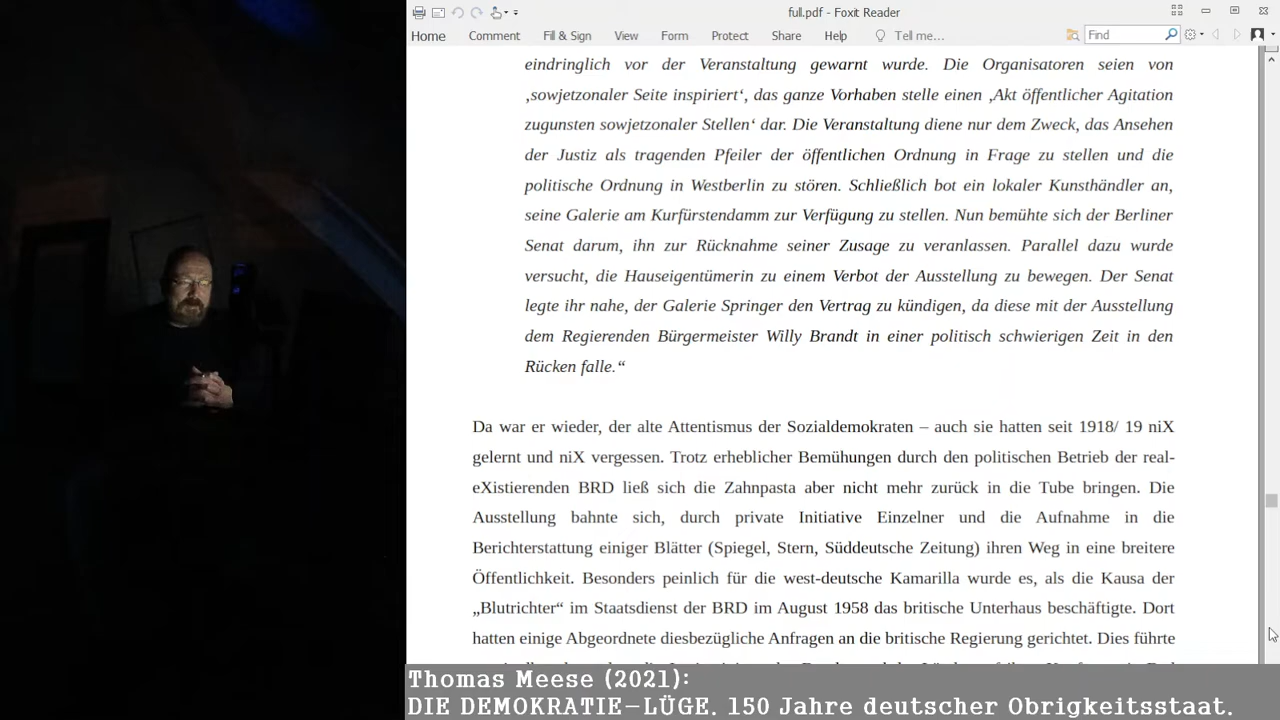 full.pdf - Foxit Reader
Home Comment Fill & Sign View Form Protect Share Help Tell me... Find
eindringlich vor der Veranstaltung gewarnt wurde. Die Organisatoren seien von
‚sowjetzonaler Seite inspiriert‘, das ganze Vorhaben stelle einen ‚Akt öffentlicher Agitation
zugunsten sowjetzonaler Stellen‘ dar. Die Veranstaltung diene nur dem Zweck, das Ansehen
der Justiz als tragenden Pfeiler der öffentlichen Ordnung in Frage zu stellen und die
politische Ordnung in Westberlin zu stören. Schließlich bot ein lokaler Kunsthändler an,
seine Galerie am Kurfürstendamm zur Verfügung zu stellen. Nun bemühte sich der Berliner
Senat darum, ihn zur Rücknahme seiner Zusage zu veranlassen. Parallel dazu wurde
versucht, die Hauseigentümerin zu einem Verbot der Ausstellung zu bewegen. Der Senat
legte ihr nahe, der Galerie Springer den Vertrag zu kündigen, da diese mit der Ausstellung
dem Regierenden Bürgermeister Willy Brandt in einer politisch schwierigen Zeit in den
Rücken falle.“
Da war er wieder, der alte Attentismus der Sozialdemokraten – auch sie hatten seit 1918/ 19 niX
gelernt und niX vergessen. Trotz erheblicher Bemühungen durch den politischen Betrieb der real-
eXistierenden BRD ließ sich die Zahnpasta aber nicht mehr zurück in die Tube bringen. Die
Ausstellung bahnte sich, durch private Initiative Einzelner und die Aufnahme in die
Berichterstattung einiger Blätter (Spiegel, Stern, Süddeutsche Zeitung) ihren Weg in eine breitere
Öffentlichkeit. Besonders peinlich für die west-deutsche Kamarilla wurde es, als die Kausa der
„Blutrichter“ im Staatsdienst der BRD im August 1958 das britische Unterhaus beschäftigte. Dort
hatten einige Abgeordnete diesbezügliche Anfragen an die britische Regierung gerichtet. Dies führte
Thomas Meese (2021):
DIE DEMOKRATIE-LÜGE. 150 Jahre deutscher Obrigkeitsstaat.